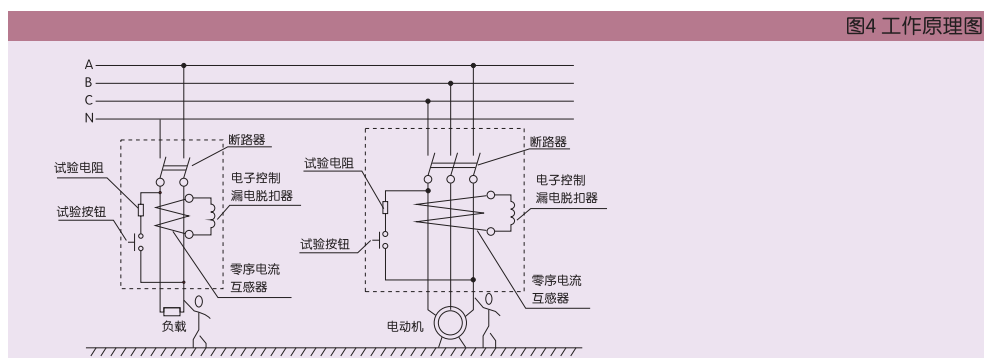 图4 工作原理图
A
B
C
N
断路器
试验电阻
电子控制
漏电脱扣器
试验按钮
零序电流
互感器
负载
断路器
试验电阻
电子控制
漏电脱扣器
试验按钮
零序电流
互感器
电动机